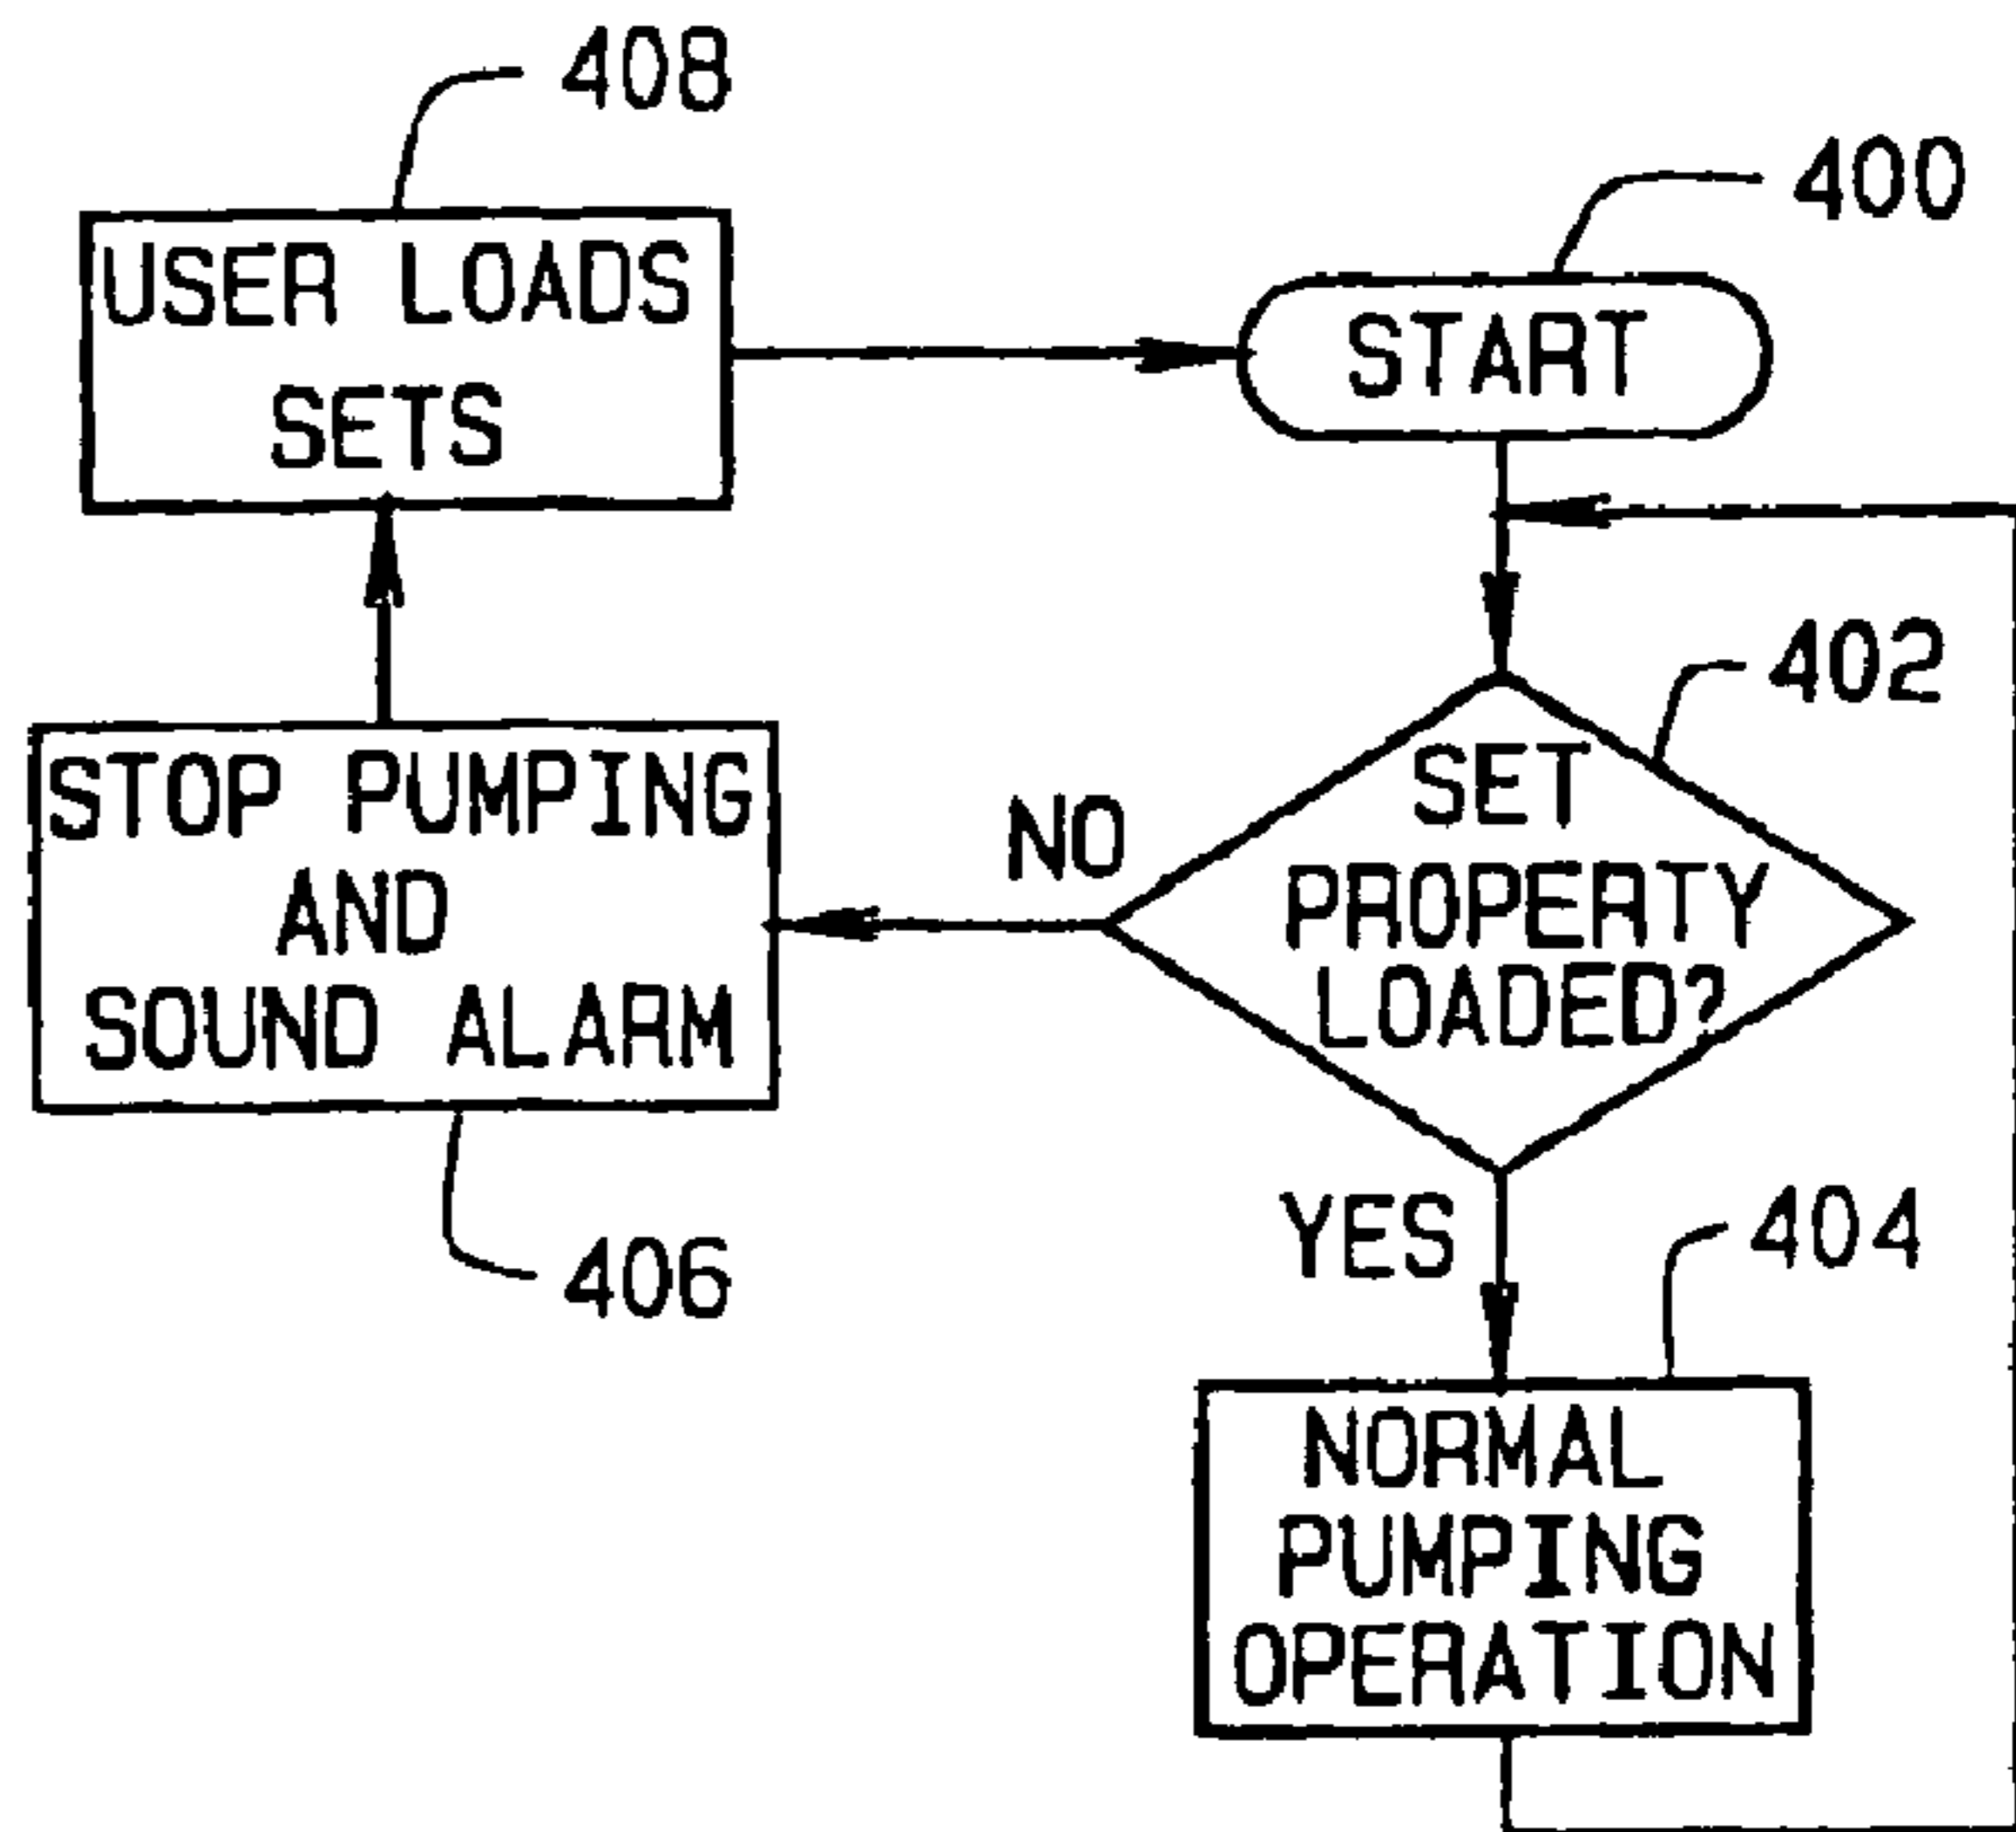 408
USER LOADS
SETS
400
START
402
SET
PROPERTY
LOADED?
NO
STOP PUMPING
AND
SOUND ALARM
406
YES
404
NORMAL
PUMPING
OPERATION